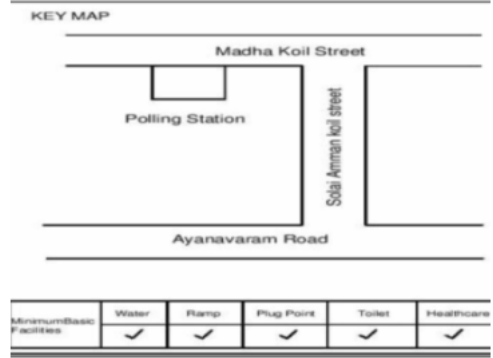 KEY MAP
Madha Koil Street
Polling Station
Solai Amman koil street
Ayanavaram Road
MinimumBasic Facilities
Water Ramp Plug Point Toilet Healthcare
✓ ✓ ✓ ✓ ✓